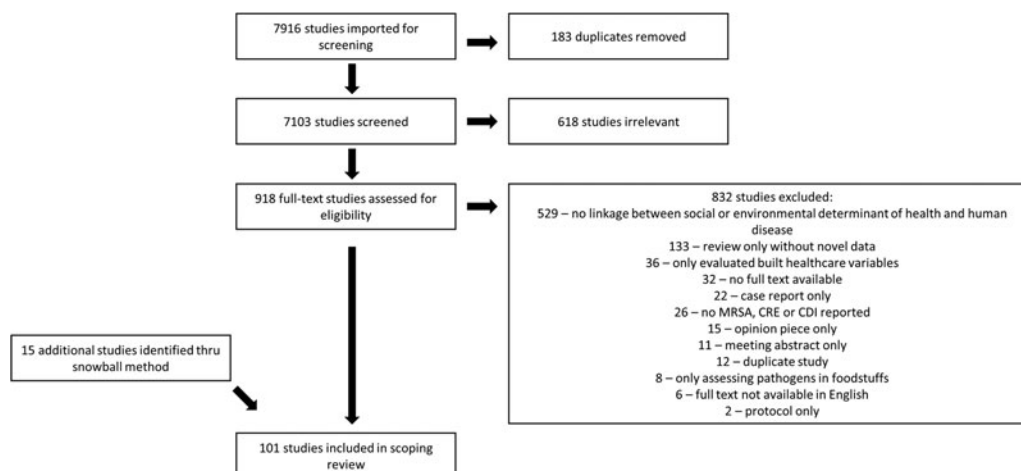 7916 studies imported for
screening
183 duplicates removed
7103 studies screened
618 studies irrelevant
918 full-text studies assessed for
eligibility
832 studies excluded:
529 – no linkage between social or environmental determinant of health and human
disease
133 – review only without novel data
36 – only evaluated built healthcare variables
32 – no full text available
22 – case report only
26 – no MRSA, CRE or CDI reported
15 – opinion piece only
11 – meeting abstract only
12 – duplicate study
8 – only assessing pathogens in foodstuffs
6 – full text not available in English
2 – protocol only
15 additional studies identified thru
snowball method
101 studies included in scoping
review